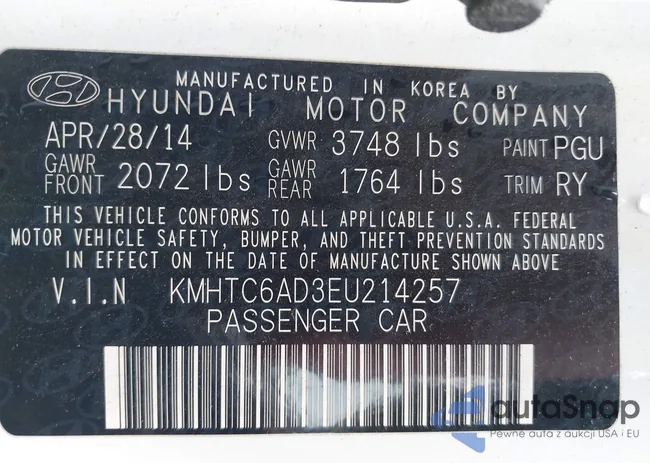 MANUFACTURED IN KOREA BY
HYUNDAI MOTOR COMPANY
APR/28/14 GVWR 3748 lbs PAINT PGU
GAWR FRONT 2072 lbs GAWR REAR 1764 lbs TRIM RY
THIS VEHICLE CONFORMS TO ALL APPLICABLE U.S.A. FEDERAL
MOTOR VEHICLE SAFETY, BUMPER, AND THEFT PREVENTION STANDARDS
IN EFFECT ON THE DATE OF MANUFACTURE SHOWN ABOVE
V.I.N KMHTC6AD3EU214257
PASSENGER CAR
autaSnap
Pewne auta z aukcji USA i EU